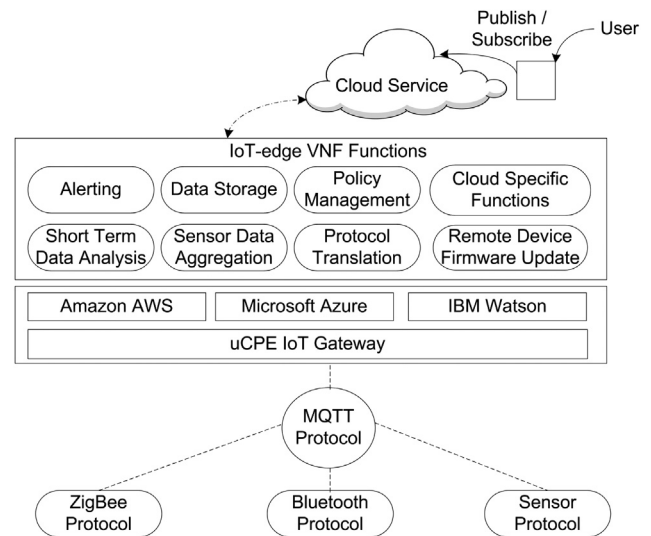 Publish /
Subscribe
User
Cloud Service
IoT-edge VNF Functions
Alerting
Data Storage
Policy
Management
Cloud Specific
Functions
Short Term
Data Analysis
Sensor Data
Aggregation
Protocol
Translation
Remote Device
Firmware Update
Amazon AWS
Microsoft Azure
IBM Watson
uCPE IoT Gateway
MQTT
Protocol
ZigBee
Protocol
Bluetooth
Protocol
Sensor
Protocol